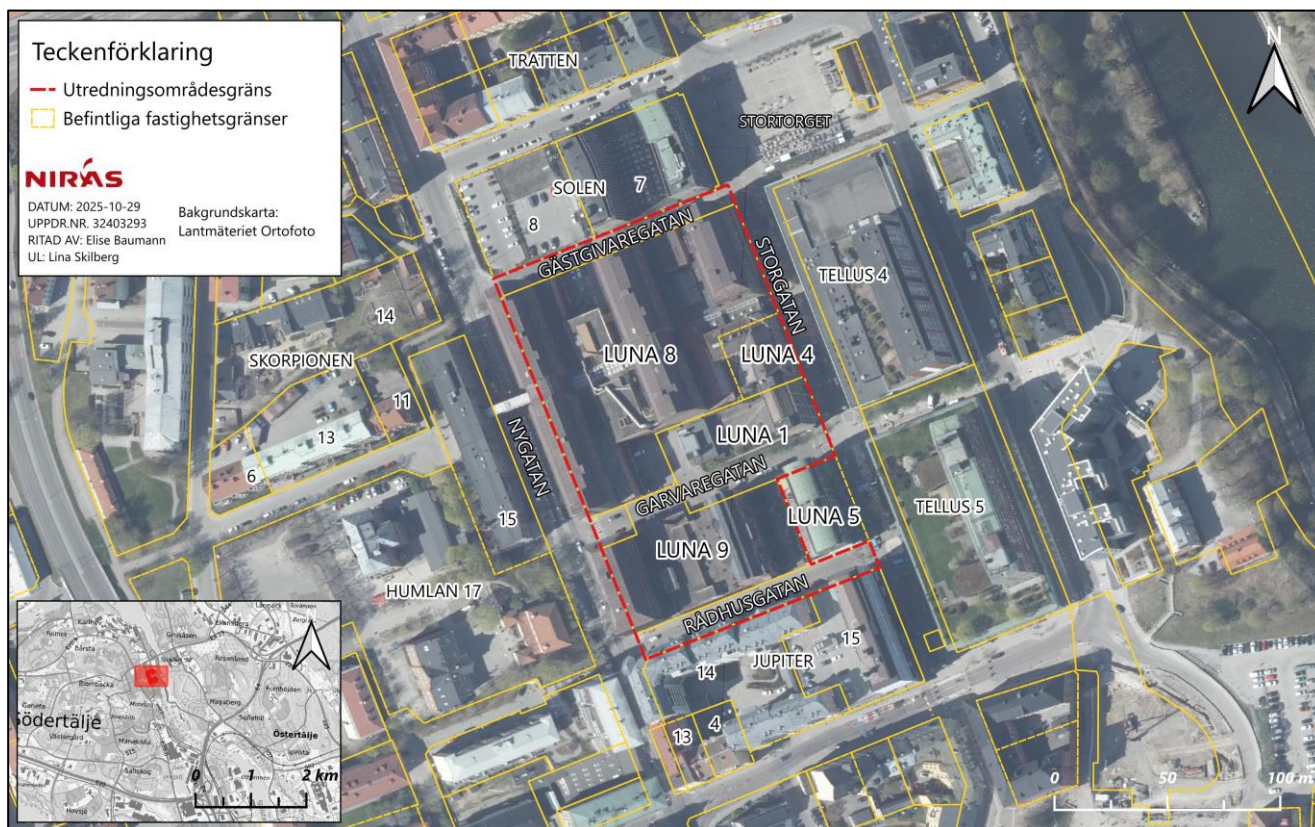 Teckenförklaring
Utredningsområdesgräns
Befintliga fastighetsgränser
NIRAS
DATUM: 2025-10-29
UPPDR.NR. 32403293
RITAD AV: Elise Baumann
UL: Lina Skilberg
Bakgrundskarta:
Lantmäteriet Ortofoto
N
TRATTEN
STORTORGET
SOLEN
7
8
GÄSTGIVAREGATAN
STORGATAN
TELLUS 4
14
SKORPIONEN
LUNA 8
LUNA 4
11
13
6
NYGATAN
LUNA 1
GARVAREGATAN
15
LUNA 5
TELLUS 5
LUNA 9
HUMLAN 17
RÅDHUSGATAN
15
JUPITER
14
4
13
Södertälje
Östertälje
0 1 2 km
0 50 100 m